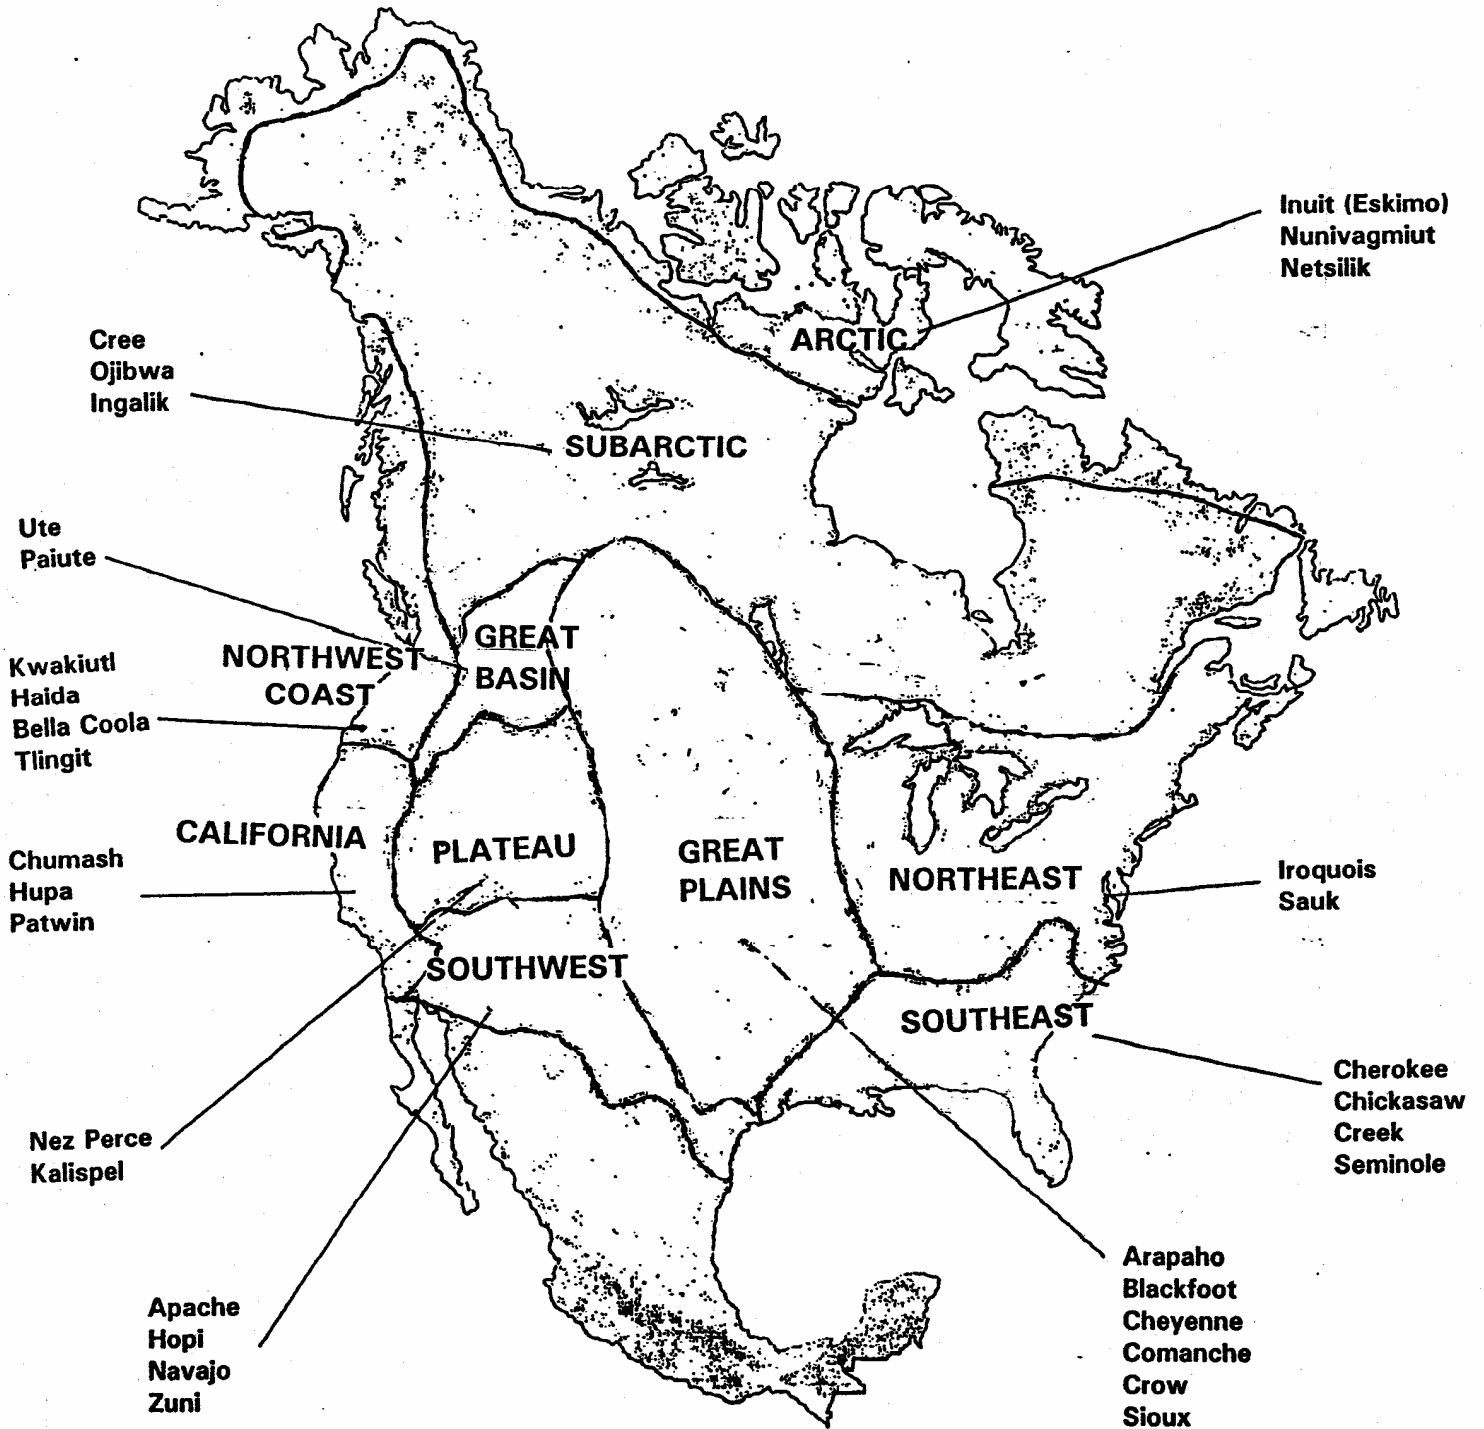 Inuit (Eskimo)
Nunivagmiut
Netsilik
ARCTIC
Cree
Ojibwa
Ingalik
SUBARCTIC
Ute
Paiute
GREAT
BASIN
NORTHWEST
COAST
Kwakiutl
Haida
Bella Coola
Tlingit
CALIFORNIA
Chumash
Hupa
Patwin
PLATEAU
GREAT
PLAINS
NORTHEAST
Iroquois
Sauk
SOUTHWEST
SOUTHEAST
Cherokee
Chickasaw
Creek
Seminole
Nez Perce
Kalispel
Apache
Hopi
Navajo
Zuni
Arapaho
Blackfoot
Cheyenne
Comanche
Crow
Sioux